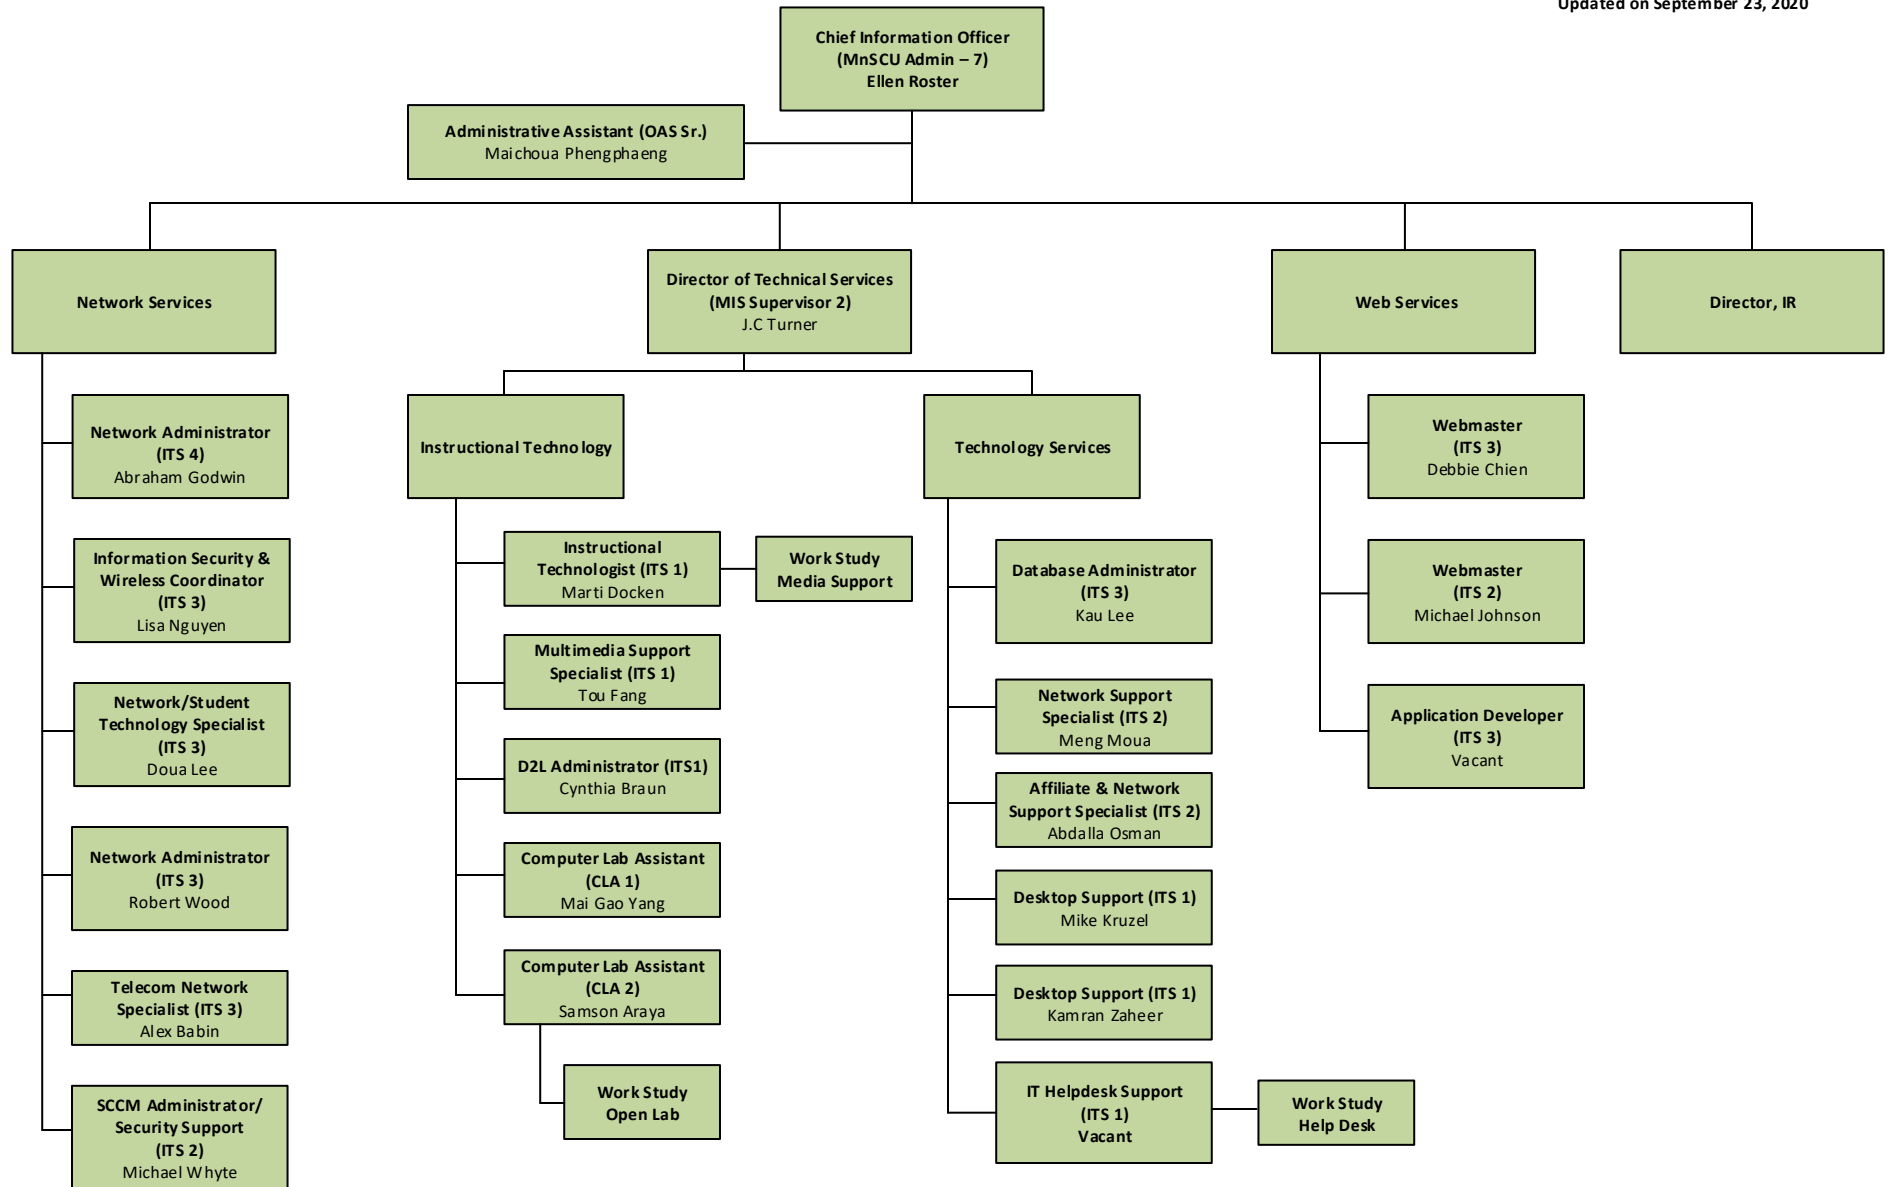 Updated on September 23, 2020
Chief Information Officer
(MnSCU Admin – 7)
Ellen Roster
Administrative Assistant (OAS Sr.)
Maichoua Phengphaeng
Network Services
Director of Technical Services
(MIS Supervisor 2)
J.C Turner
Web Services
Director, IR
Network Administrator
(ITS 4)
Abraham Godwin
Information Security &
Wireless Coordinator
(ITS 3)
Lisa Nguyen
Network/Student
Technology Specialist
(ITS 3)
Doua Lee
Network Administrator
(ITS 3)
Robert Wood
Telecom Network
Specialist (ITS 3)
Alex Babin
SCCM Administrator/
Security Support
(ITS 2)
Michael Whyte
Instructional Technology
Instructional
Technologist (ITS 1)
Marti Docken
Work Study
Media Support
Multimedia Support
Specialist (ITS 1)
Tou Fang
D2L Administrator (ITS1)
Cynthia Braun
Computer Lab Assistant
(CLA 1)
Mai Gao Yang
Computer Lab Assistant
(CLA 2)
Samson Araya
Work Study
Open Lab
Technology Services
Database Administrator
(ITS 3)
Kau Lee
Network Support
Specialist (ITS 2)
Meng Moua
Affiliate & Network
Support Specialist (ITS 2)
Abdalla Osman
Desktop Support (ITS 1)
Mike Kruzel
Desktop Support (ITS 1)
Kamran Zaheer
IT Helpdesk Support
(ITS 1)
Vacant
Work Study
Help Desk
Webmaster
(ITS 3)
Debbie Chien
Webmaster
(ITS 2)
Michael Johnson
Application Developer
(ITS 3)
Vacant